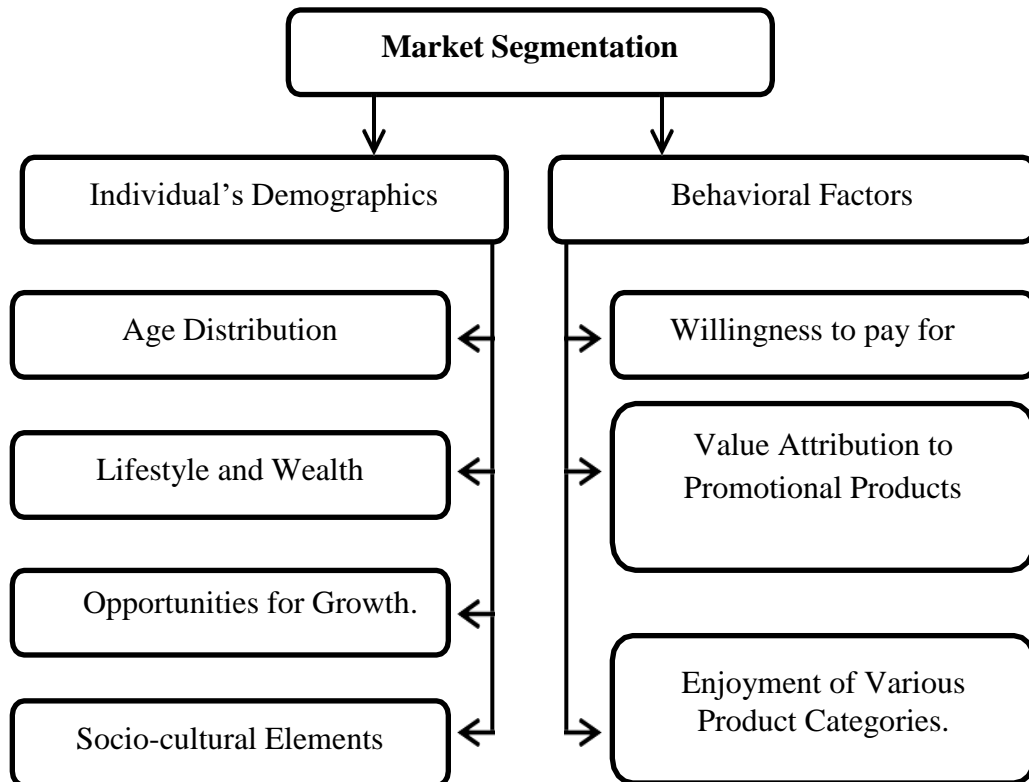 Market Segmentation
Individual’s Demographics
Behavioral Factors
Age Distribution
Willingness to pay for
Lifestyle and Wealth
Value Attribution to
Promotional Products
Opportunities for Growth.
Enjoyment of Various
Product Categories.
Socio-cultural Elements